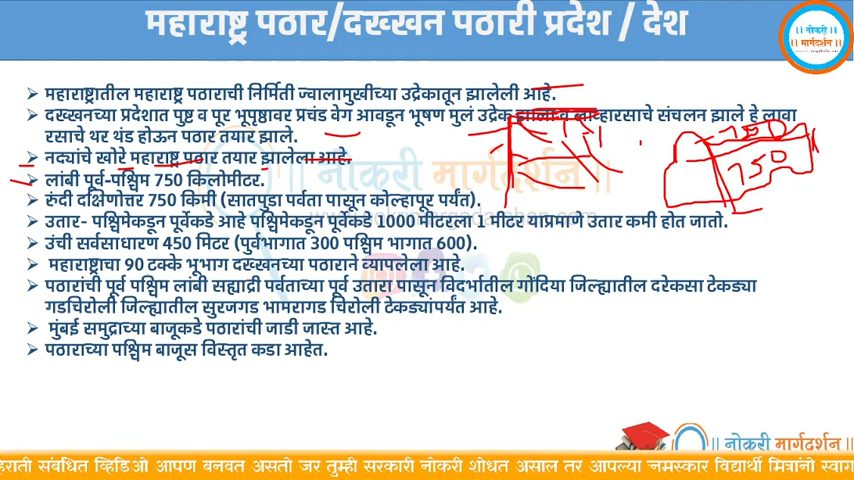 महाराष्ट्र पठार/दख्खन पठारी प्रदेश / देश
|| नोकरी ||
|| मार्गदर्शन ||
महाराष्ट्रातील महाराष्ट्र पठाराची निर्मिती ज्वालामुखीच्या उद्रेकातून झालेली आहे.
दख्खनच्या प्रदेशात पुष्ट व पूर भूपृष्ठावर प्रचंड वेग आवडून भूषण मुलं उद्रेक झाला व लाव्हारसाचे संचलन झाले हे लावा
रसाचे थर थंड होऊन पठार तयार झाले.
नद्यांचे खोरे महाराष्ट्र पठार तयार झालेला आहे.
लांबी पूर्व-पश्चिम 750 किलोमीटर.
रुंदी दक्षिणोत्तर 750 किमी (सातपुडा पर्वता पासून कोल्हापूर पर्यंत).
उतार- पश्चिमेकडून पूर्वेकडे आहे पश्चिमेकडून पूर्वेकडे 1000 मीटरला 1 मीटर याप्रमाणे उतार कमी होत जातो.
उंची सर्वसाधारण 450 मिटर (पुर्वभागात 300 पश्चिम भागात 600).
महाराष्ट्राचा 90 टक्के भूभाग दख्खनच्या पठाराने व्यापलेला आहे.
पठारांची पूर्व पश्चिम लांबी सह्याद्री पर्वताच्या पूर्व उतारा पासून विदर्भातील गोंदिया जिल्ह्यातील दरेकसा टेकड्या
गडचिरोली जिल्ह्यातील सुरजगड भामरागड चिरोली टेकड्यांपर्यंत आहे.
मुंबई समुद्राच्या बाजूकडे पठारांची जाडी जास्त आहे.
पठाराच्या पश्चिम बाजूस विस्तृत कडा आहेत.
750
750
|| नोकरी मार्गदर्शन ||
हराती संबंधित व्हिडिओ आपण बनवत असतो जर तुम्ही सरकारी नोकरी शोधत असाल तर आपल्या नमस्कार विद्यार्थी मित्रांनो स्वाग